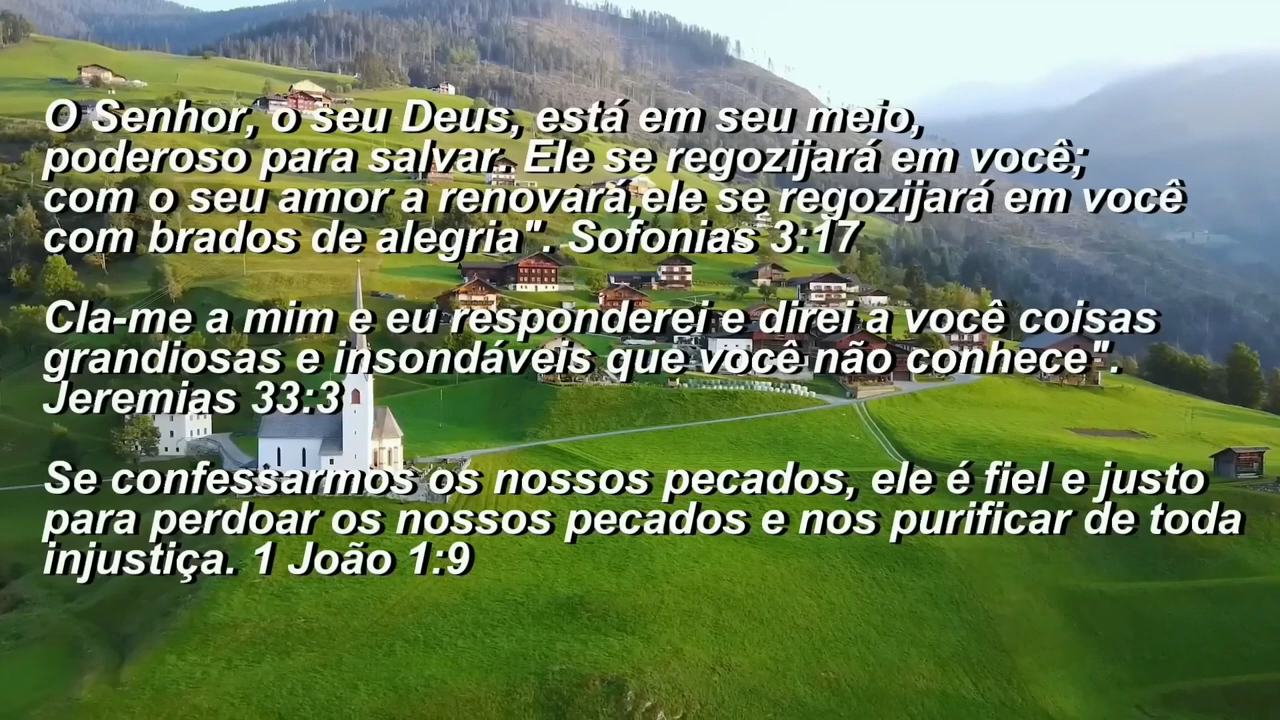 O Senhor, o seu Deus, está em seu meio,
poderoso para salvar. Ele se regozijará em você;
com o seu amor a renovará,ele se regozijará em você
com brados de alegria". Sofonias 3:17
Cla-me a mim e eu responderei e direi a você coisas
grandiosas e insondáveis que você não conhece".
Jeremias 33:3
Se confessarmos os nossos pecados, ele é fiel e justo
para perdoar os nossos pecados e nos purificar de toda
injustiça. 1 João 1:9